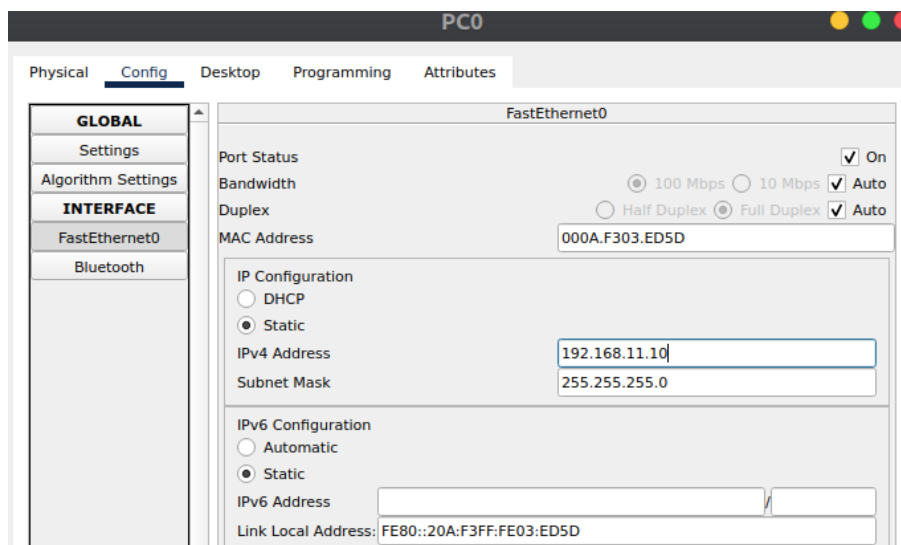 PC0
Physical Config Desktop Programming Attributes
GLOBAL
Settings
Algorithm Settings
INTERFACE
FastEthernet0
Bluetooth
FastEthernet0
Port Status On
Bandwidth 100 Mbps 10 Mbps Auto
Duplex Half Duplex Full Duplex Auto
MAC Address 000A.F303.ED5D
IP Configuration
DHCP
Static
IPv4 Address 192.168.11.10
Subnet Mask 255.255.255.0
IPv6 Configuration
Automatic
Static
IPv6 Address /
Link Local Address: FE80::20A:F3FF:FE03:ED5D